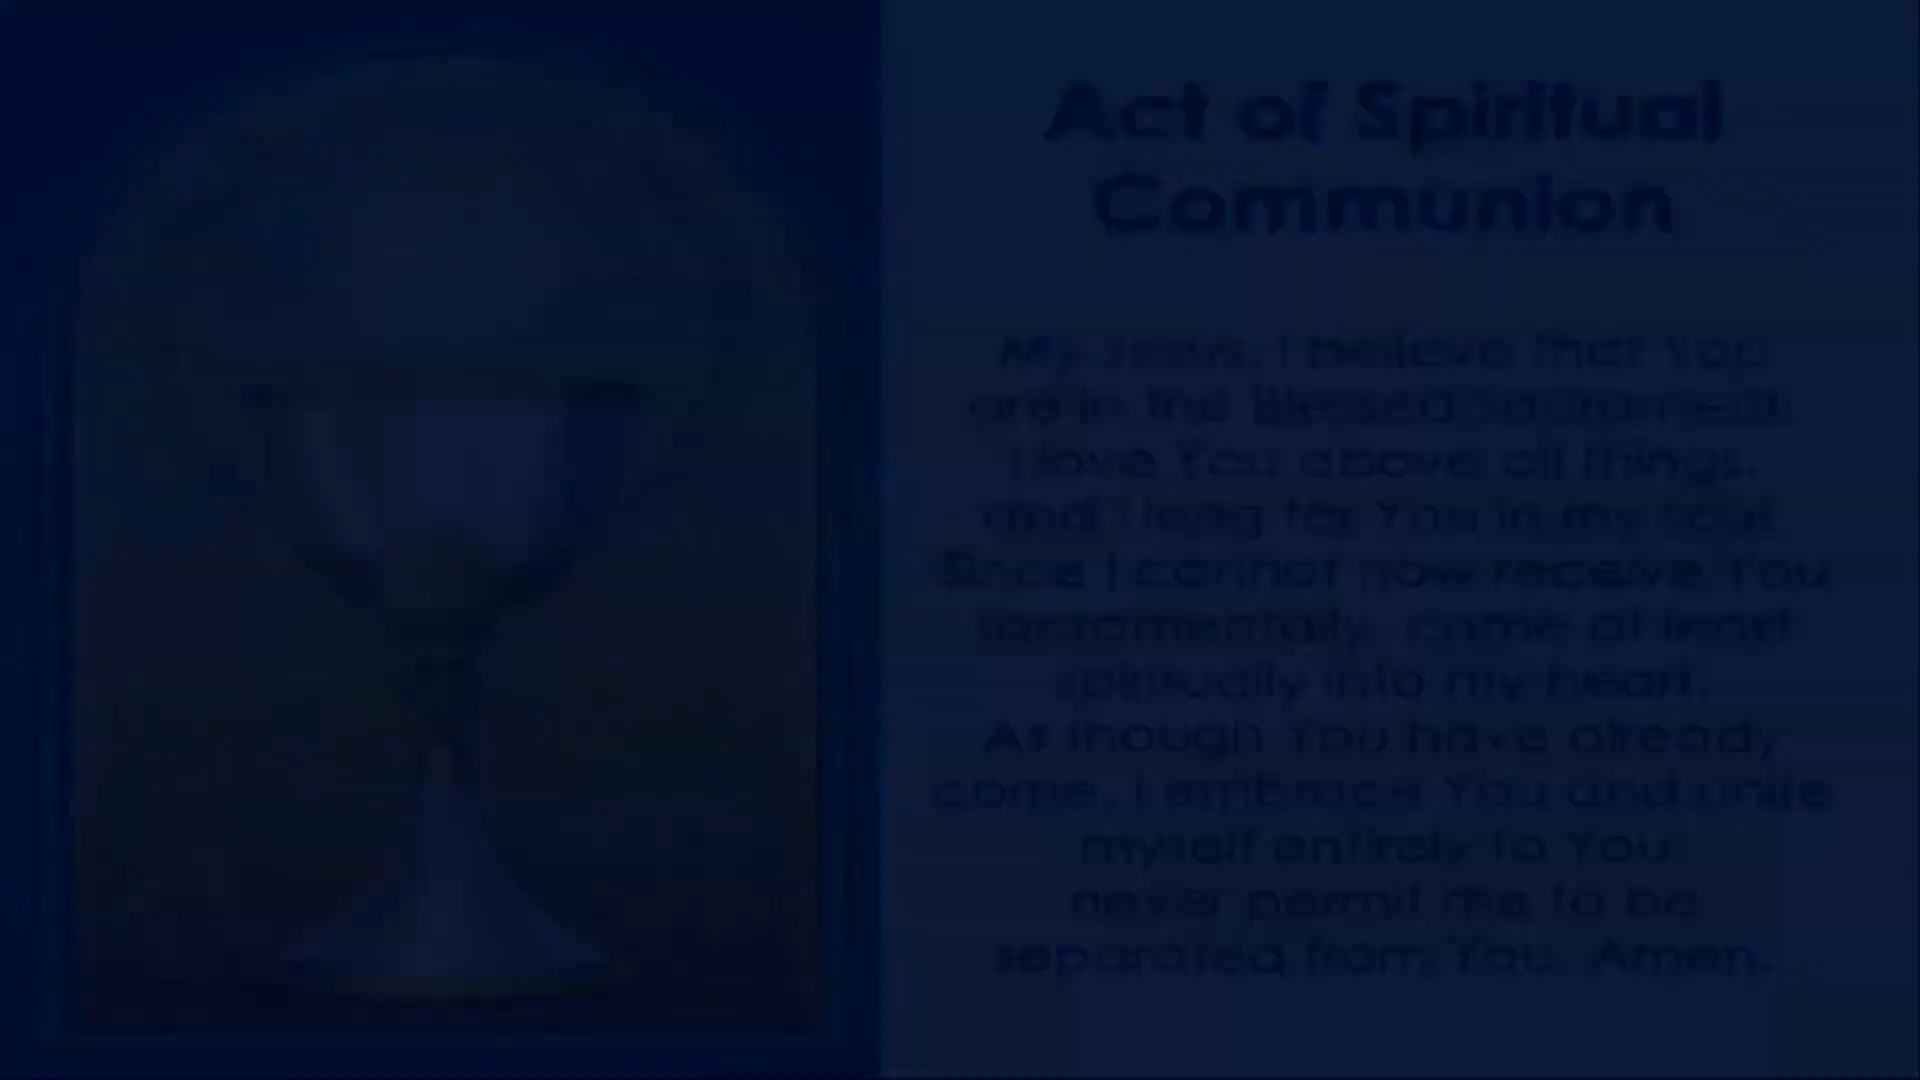 Act of Spiritual
Communion
My Jesus, I believe that You
are in the Blessed Sacrament.
I love You above all things,
and I long for You in my soul.
Since I cannot now receive You
sacramentally, come at least
spiritually into my heart.
As though You have already
come, I embrace You and unite
myself entirely to You;
never permit me to be
separated from You. Amen.